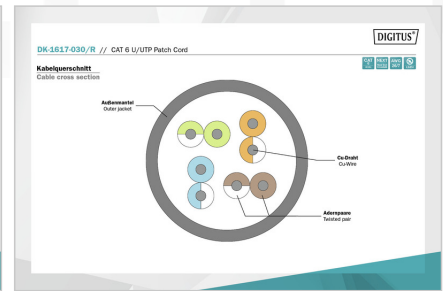 DIGITUS®
DK-1617-030/R // CAT 6 U/UTP Patch Cord
Kabelquerschnitt
Cable cross section
Außenmantel
Outer jacket
Cu-Draht
Cu-Wire
Adernpaare
Twisted pair